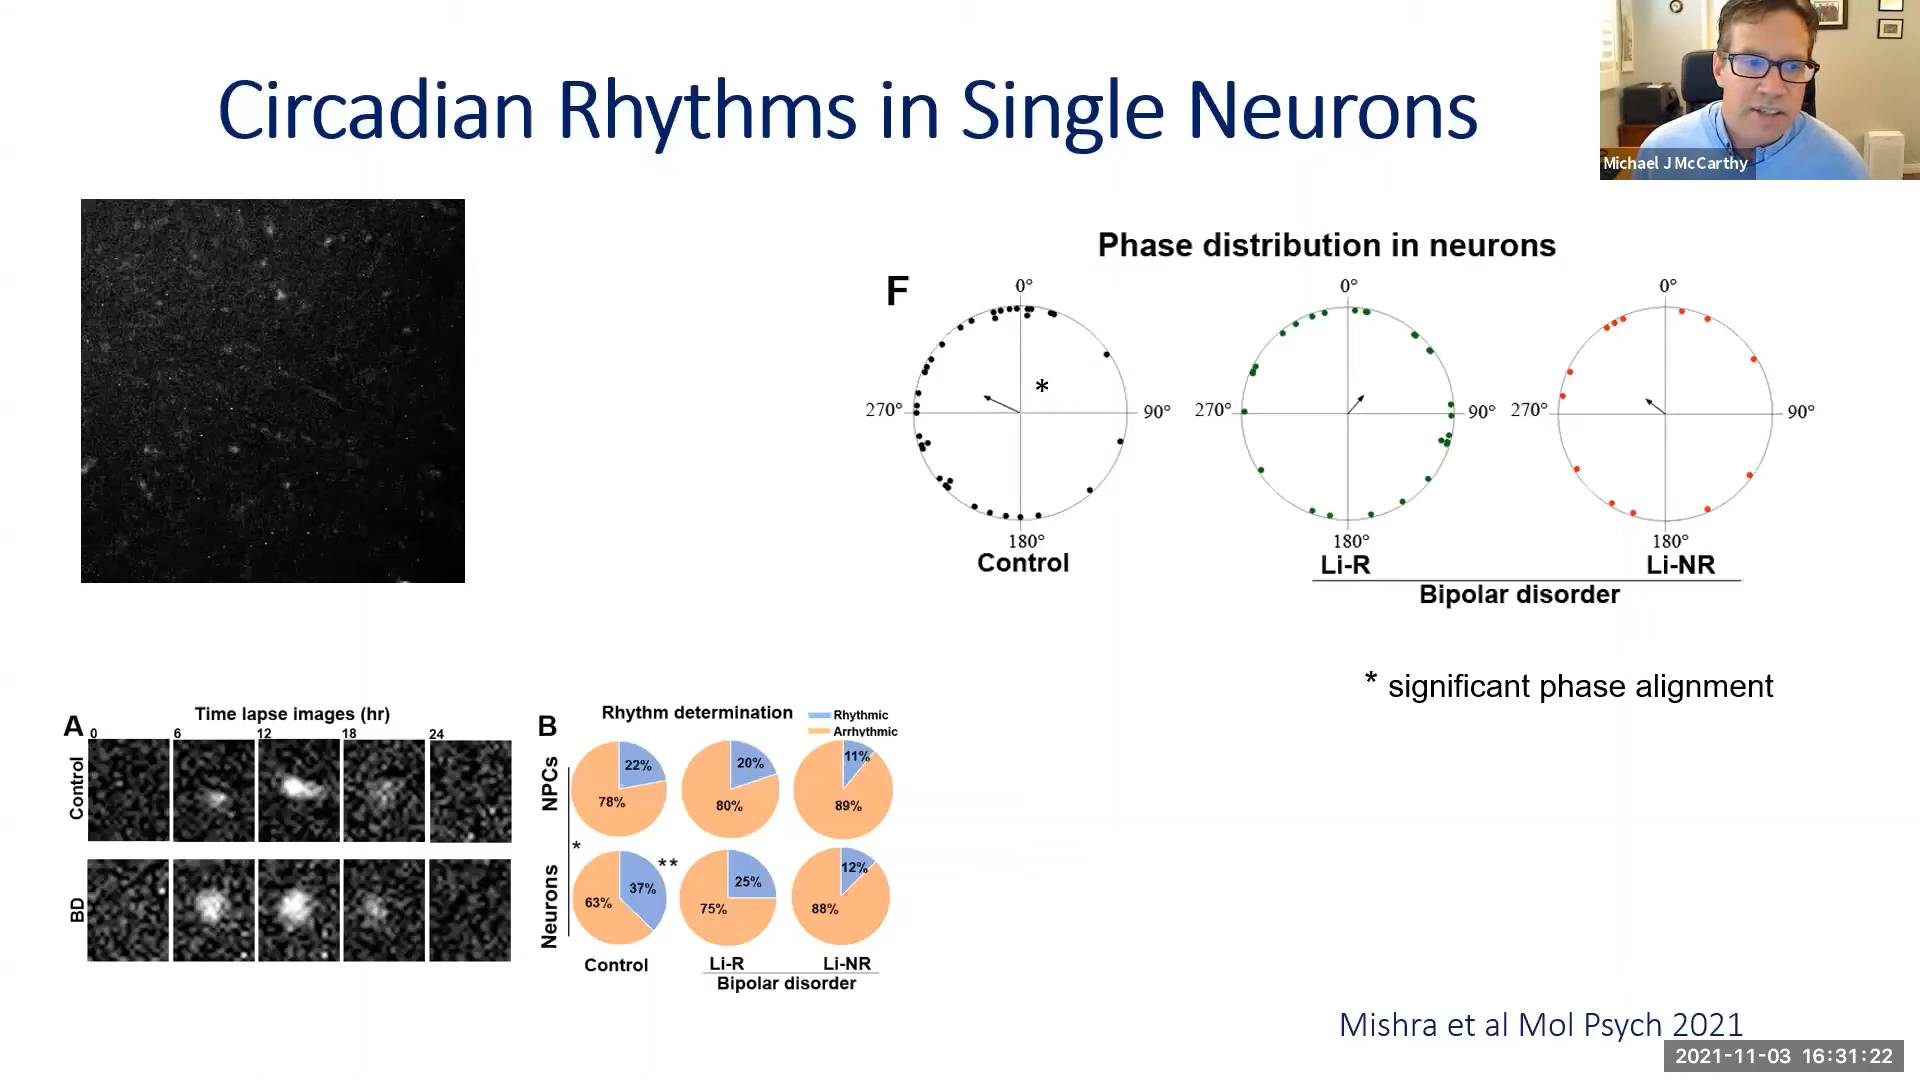 Circadian Rhythms in Single Neurons
Michael J McCarthy
Phase distribution in neurons
F
0°
270°
90°
*
180°
Control
0°
270°
90°
180°
Li-R
0°
270°
90°
180°
Li-NR
Bipolar disorder
* significant phase alignment
A
Time lapse images (hr)
0 6 12 18 24
Control
BD
B
Rhythm determination
Rhythmic
Arrhythmic
NPCs
22% 78%
20% 80%
11% 89%
*
**
Neurons
37% 63%
25% 75%
12% 88%
Control Li-R Li-NR
Bipolar disorder
Mishra et al Mol Psych 2021
2021-11-03 16:31:22